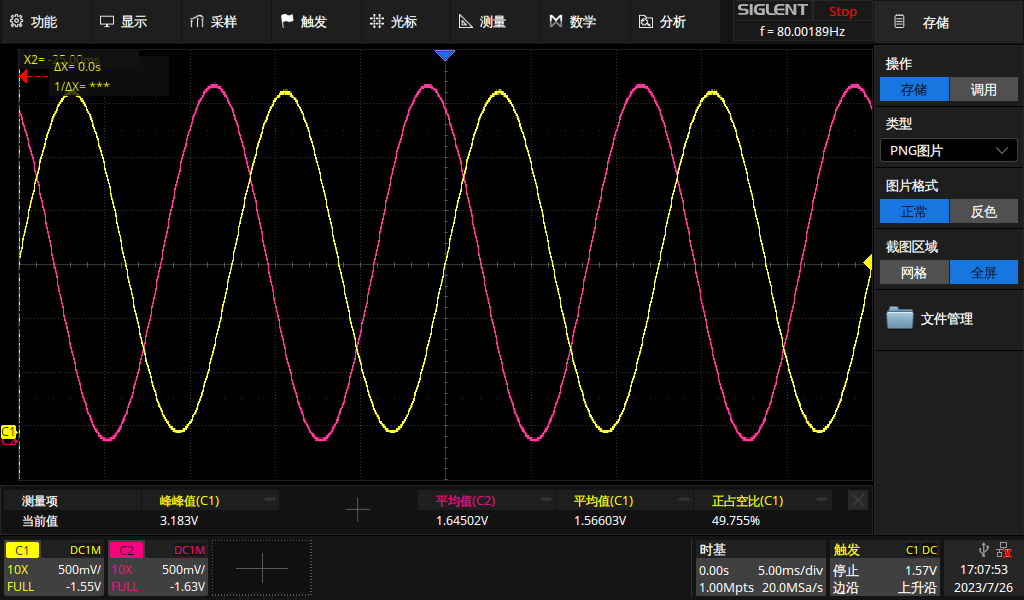 功能 显示 采样 触发 光标 测量 数学 分析 SIGLENT Stop 存储
f = 80.00189Hz
X2= -25.00ms
ΔX= 0.0s
1/ΔX= ***
操作
存储 调用
类型
PNG图片
图片格式
正常 反色
截图区域
网格 全屏
文件管理
C1
C2
测量项 峰峰值(C1) 平均值(C2) 平均值(C1) 正占空比(C1)
当前值 3.183V 1.64502V 1.56603V 49.755%
C1 DC1M C2 DC1M 时基 触发 C1 DC
10X 500mV/ 10X 500mV/ 0.00s 5.00ms/div 停止 1.57V 17:07:53
FULL -1.55V FULL -1.63V 1.00Mpts 20.0MSa/s 边沿 上升沿 2023/7/26